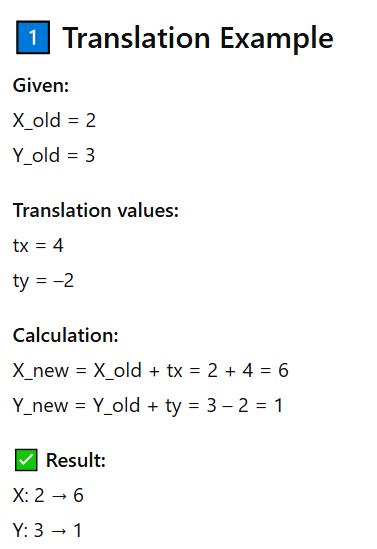 1 Translation Example
Given:
X_old = 2
Y_old = 3
Translation values:
tx = 4
ty = –2
Calculation:
X_new = X_old + tx = 2 + 4 = 6
Y_new = Y_old + ty = 3 – 2 = 1
✅ Result:
X: 2 → 6
Y: 3 → 1